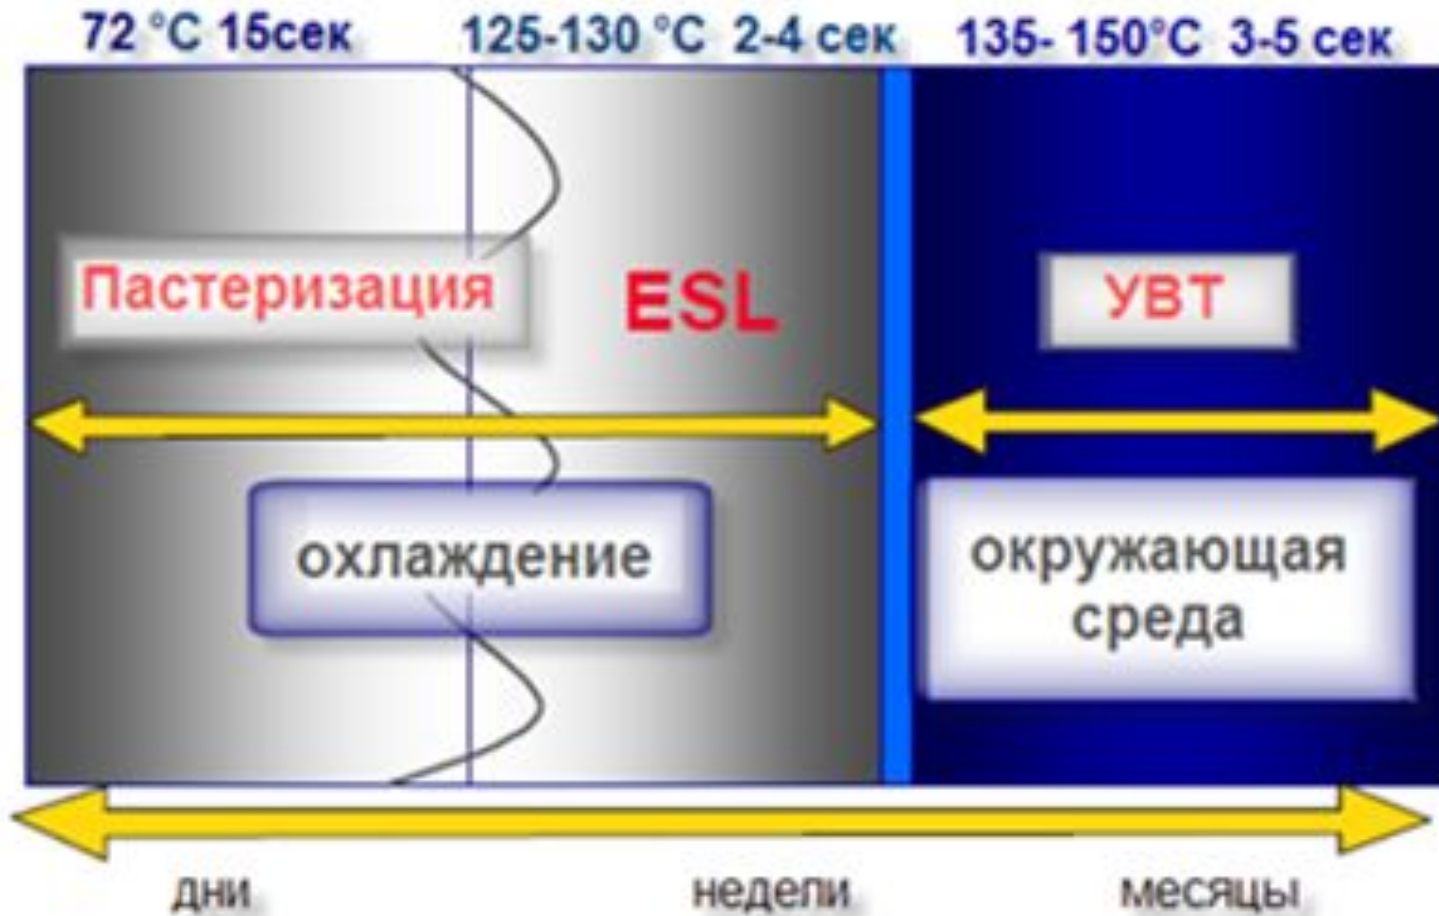 72 °C 15сек 125-130 °C 2-4 сек 135- 150°C 3-5 сек
Пастеризация ESL УВТ
охлаждение
окружающая
среда
дни недели месяцы